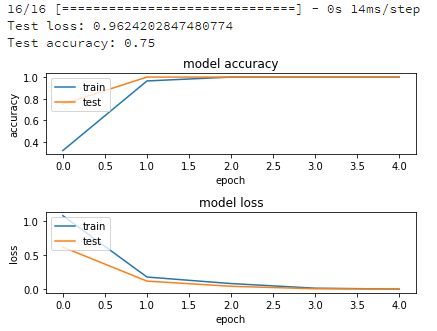 16/16 [==============================] - 0s 14ms/step
Test loss: 0.9624202847480774
Test accuracy: 0.75
model accuracy
1.0
0.8
0.6
0.4
accuracy
train
test
0.0 0.5 1.0 1.5 2.0 2.5 3.0 3.5 4.0
epoch
model loss
1.0
0.5
0.0
loss
train
test
0.0 0.5 1.0 1.5 2.0 2.5 3.0 3.5 4.0
epoch